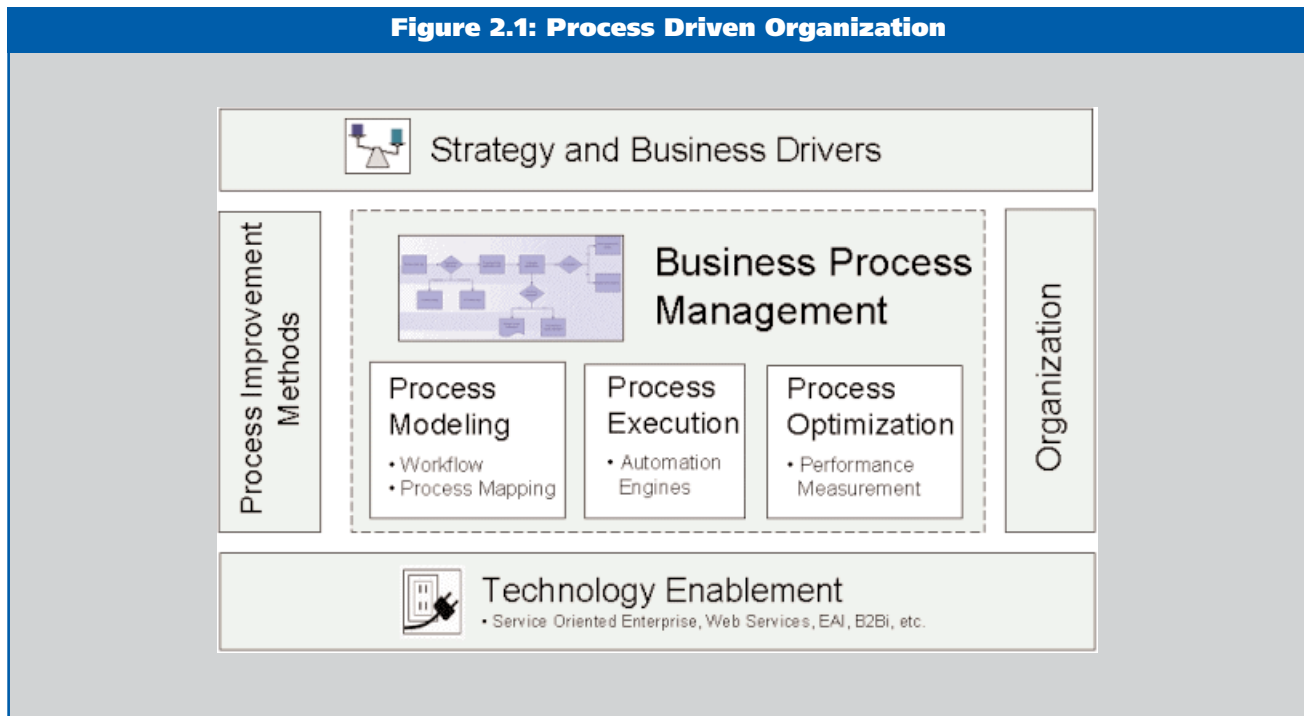 Figure 2.1: Process Driven Organization
Strategy and Business Drivers
Process Improvement
Methods
Business Process
Management
Process
Modeling
• Workflow
• Process Mapping
Process
Execution
• Automation
Engines
Process
Optimization
• Performance
Measurement
Organization
Technology Enablement
• Service Oriented Enterprise, Web Services, EAI, B2Bi, etc.